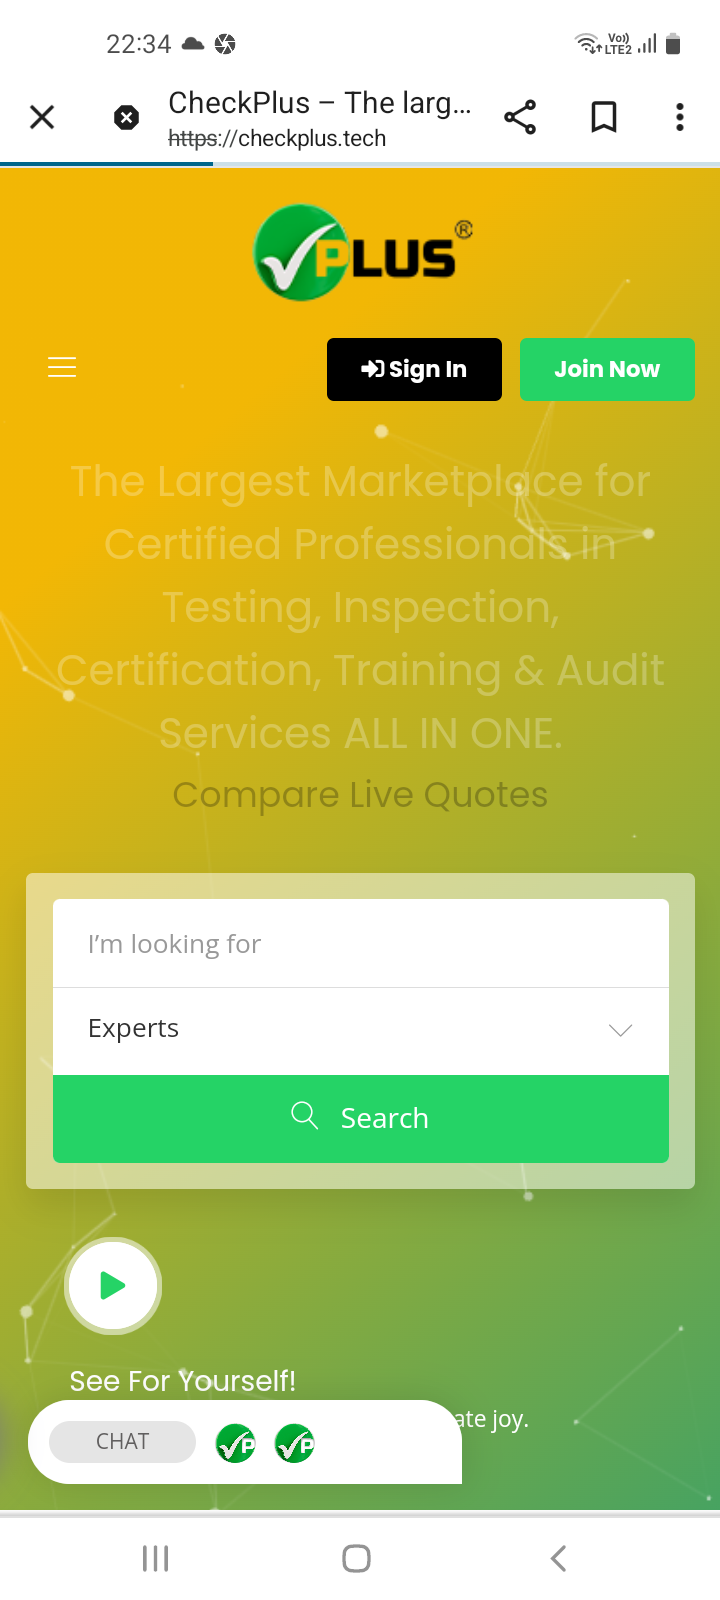 22:34
Vo))
LTE2
CheckPlus – The larg...
https://checkplus.tech
PLUS®
Sign In
Join Now
The Largest Marketplace for
Certified Professionals in
Testing, Inspection,
Certification, Training & Audit
Services ALL IN ONE.
Compare Live Quotes
I'm looking for
Experts
Search
See For Yourself!
ate joy.
CHAT
P
P